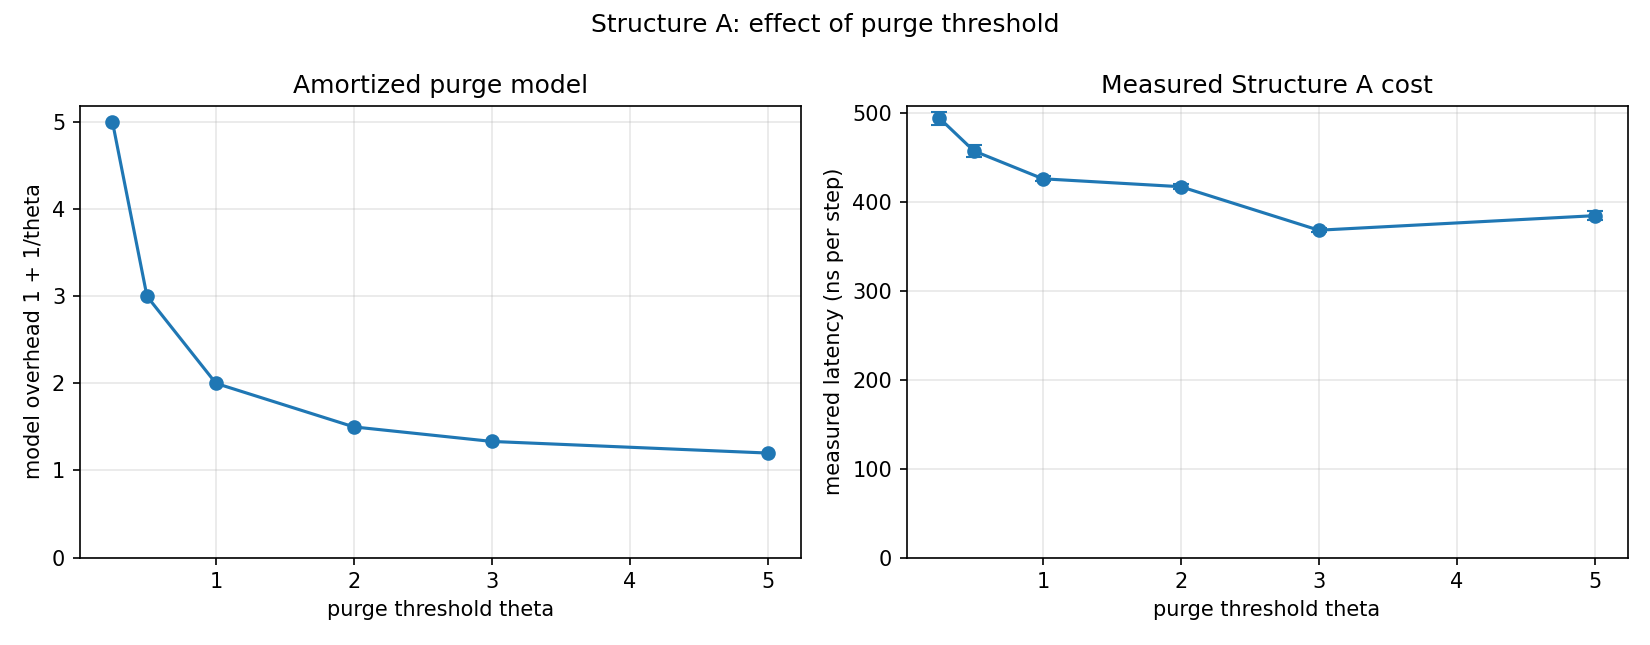 Structure A: effect of purge threshold
Amortized purge model
model overhead 1 + 1/theta
5
4
3
2
1
0
1 2 3 4 5
purge threshold theta
Measured Structure A cost
measured latency (ns per step)
500
400
300
200
100
0
1 2 3 4 5
purge threshold theta